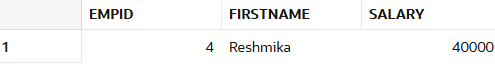 EMPID FIRSTNAME SALARY
1 4 Reshmika 40000